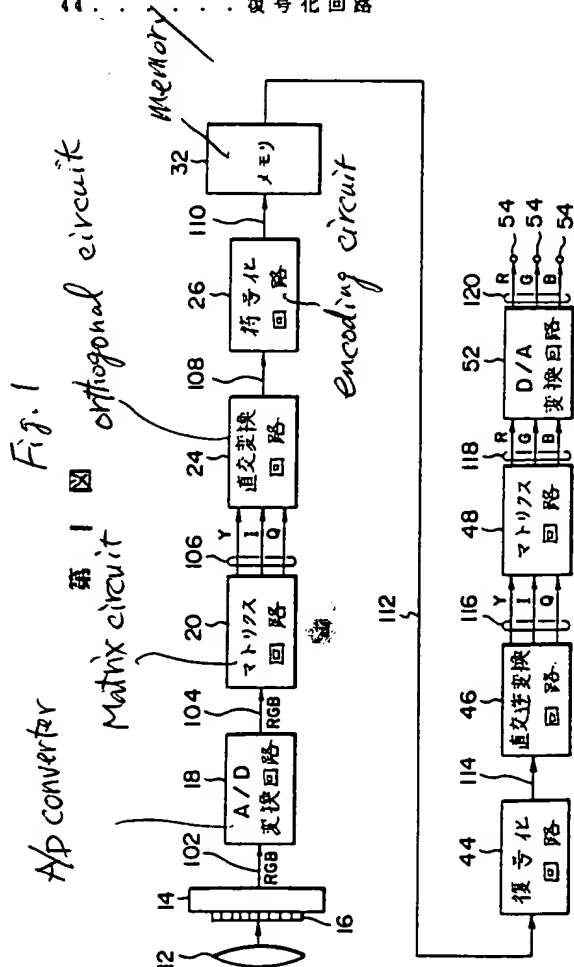 44. . . . . . . 復号化回路
Fig. 1
第 1 図
A/D converter
Matrix circuit
orthogonal circuit
encoding circuit
memory
12
14
16
102
RGB
18
A/D
変換回路
104
RGB
20
マトリクス
回路
106
Y
I
Q
24
直交変換
回路
108
26
符号化
回路
110
32
メモリ
112
44
復号化
回路
114
46
直交逆変換
回路
116
Y
I
Q
48
マトリクス
回路
118
R
G
B
52
D/A
変換回路
120
R
G
B
54
54
54